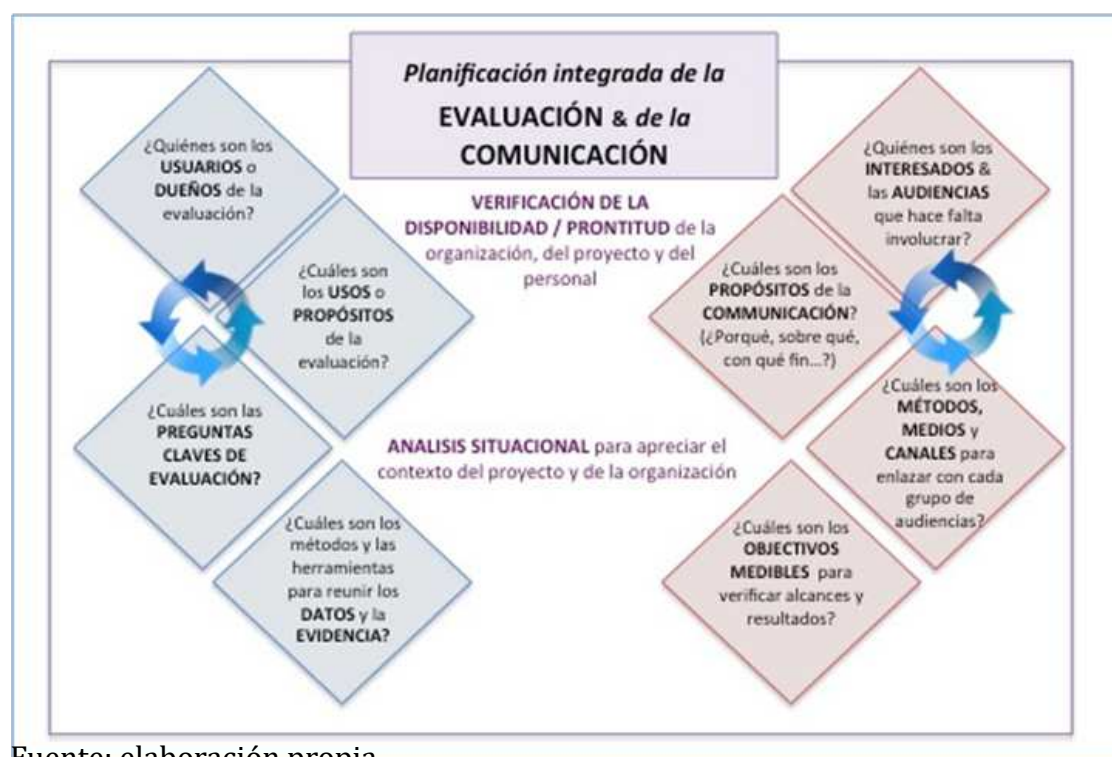 Planificación integrada de la
EVALUACIÓN & de la
COMUNICACIÓN
¿Quiénes son los
USUARIOS o
DUEÑOS de la
evaluación?
¿Cuáles son
los USOS o
PROPÓSITOS
de la
evaluación?
¿Cuáles son las
PREGUNTAS
CLAVES DE
EVALUACIÓN?
¿Cuáles son los
métodos y las
herramientas
para reunir los
DATOS y la
EVIDENCIA?
VERIFICACIÓN DE LA
DISPONIBILIDAD / PRONTITUD de la
organización, del proyecto y del
personal
ANALISIS SITUACIONAL para apreciar el
contexto del proyecto y de la organización
¿Quiénes son los
INTERESADOS &
las AUDIENCIAS
que hace falta
involucrar?
¿Cuáles son los
PROPÓSITOS de la
COMMUNICACIÓN?
(¿Porqué, sobre qué,
con qué fin...?)
¿Cuáles son los
MÉTODOS,
MEDIOS y
CANALES para
enlazar con cada
grupo de
audiencias?
¿Cuáles son los
OBJECTIVOS
MEDIBLES para
verificar alcances y
resultados?
Fuente: elaboración propia